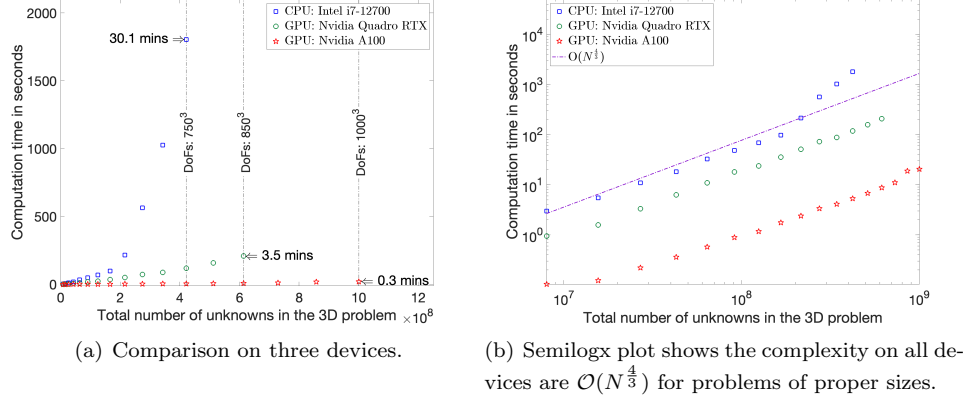 2000
1500
1000
500
0
Computation time in seconds
CPU: Intel i7-12700
GPU: Nvidia Quadro RTX
GPU: Nvidia A100
30.1 mins
DoFs: 750³
DoFs: 850³
DoFs: 1000³
3.5 mins
0.3 mins
0 2 4 6 8 10 12
Total number of unknowns in the 3D problem ×10⁸
(a) Comparison on three devices.
10⁴
10³
10²
10¹
10⁰
Computation time in seconds
CPU: Intel i7-12700
GPU: Nvidia Quadro RTX
GPU: Nvidia A100
O(N^{4/3})
10⁷ 10⁸ 10⁹
Total number of unknowns in the 3D problem
(b) Semilogx plot shows the complexity on all de-
vices are O(N^{4/3}) for problems of proper sizes.